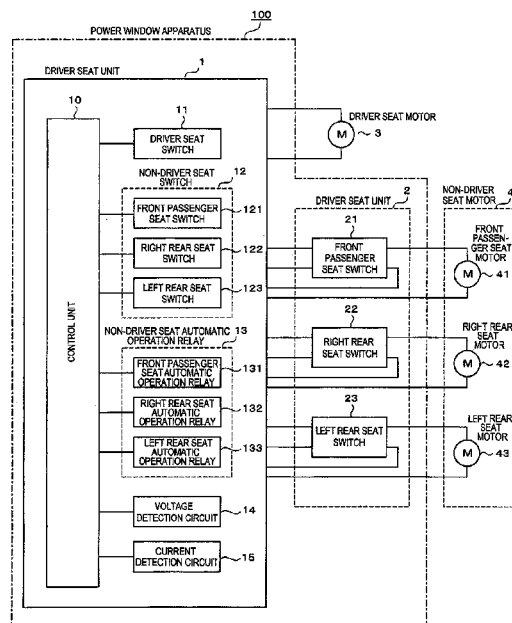 100
POWER WINDOW APPARATUS
1
DRIVER SEAT UNIT
10
CONTROL UNIT
11
DRIVER SEAT
SWITCH
NON-DRIVER SEAT
SWITCH
12
FRONT PASSENGER
SEAT SWITCH
121
RIGHT REAR SEAT
SWITCH
122
LEFT REAR SEAT
SWITCH
123
NON-DRIVER SEAT AUTOMATIC
OPERATION RELAY
13
FRONT PASSENGER
SEAT AUTOMATIC
OPERATION RELAY
131
RIGHT REAR SEAT
AUTOMATIC
OPERATION RELAY
132
LEFT REAR SEAT
AUTOMATIC
OPERATION RELAY
133
VOLTAGE
DETECTION CIRCUIT
14
CURRENT
DETECTION CIRCUIT
15
DRIVER SEAT MOTOR
M
3
DRIVER SEAT UNIT
2
21
FRONT
PASSENGER
SEAT SWITCH
22
RIGHT REAR
SEAT SWITCH
23
LEFT REAR SEAT
SWITCH
NON-DRIVER
SEAT MOTOR
4
FRONT
PASSEN-
GER SEAT
MOTOR
M
41
RIGHT REAR
SEAT
MOTOR
M
42
LEFT REAR
SEAT
MOTOR
M
43